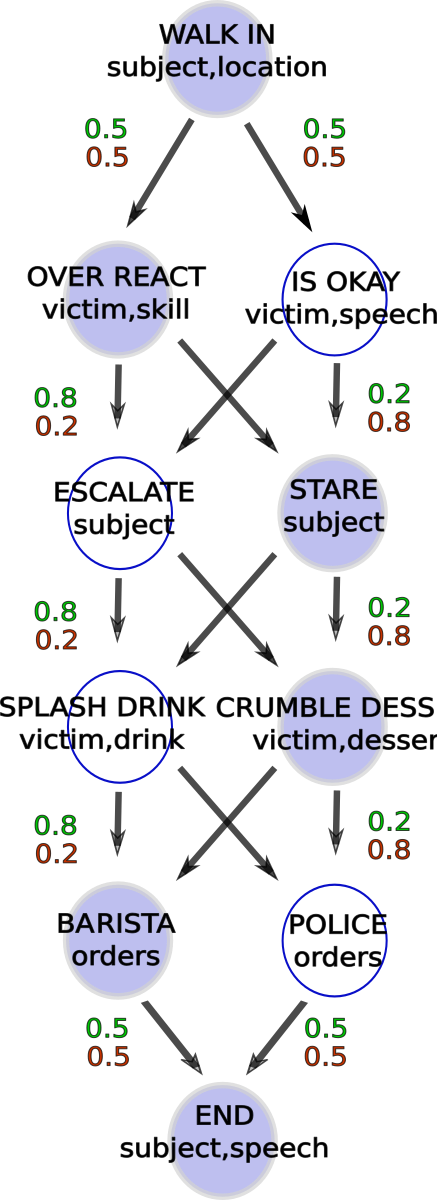 WALK IN
subject,location
0.5
0.5
0.5
0.5
OVER REACT
victim,skill
IS OKAY
victim,speech
0.8
0.2
0.2
0.8
ESCALATE
subject
STARE
subject
0.8
0.2
0.2
0.8
SPLASH DRINK
victim,drink
CRUMBLE DESS
victim,desser
0.8
0.2
0.2
0.8
BARISTA
orders
POLICE
orders
0.5
0.5
0.5
0.5
END
subject,speech